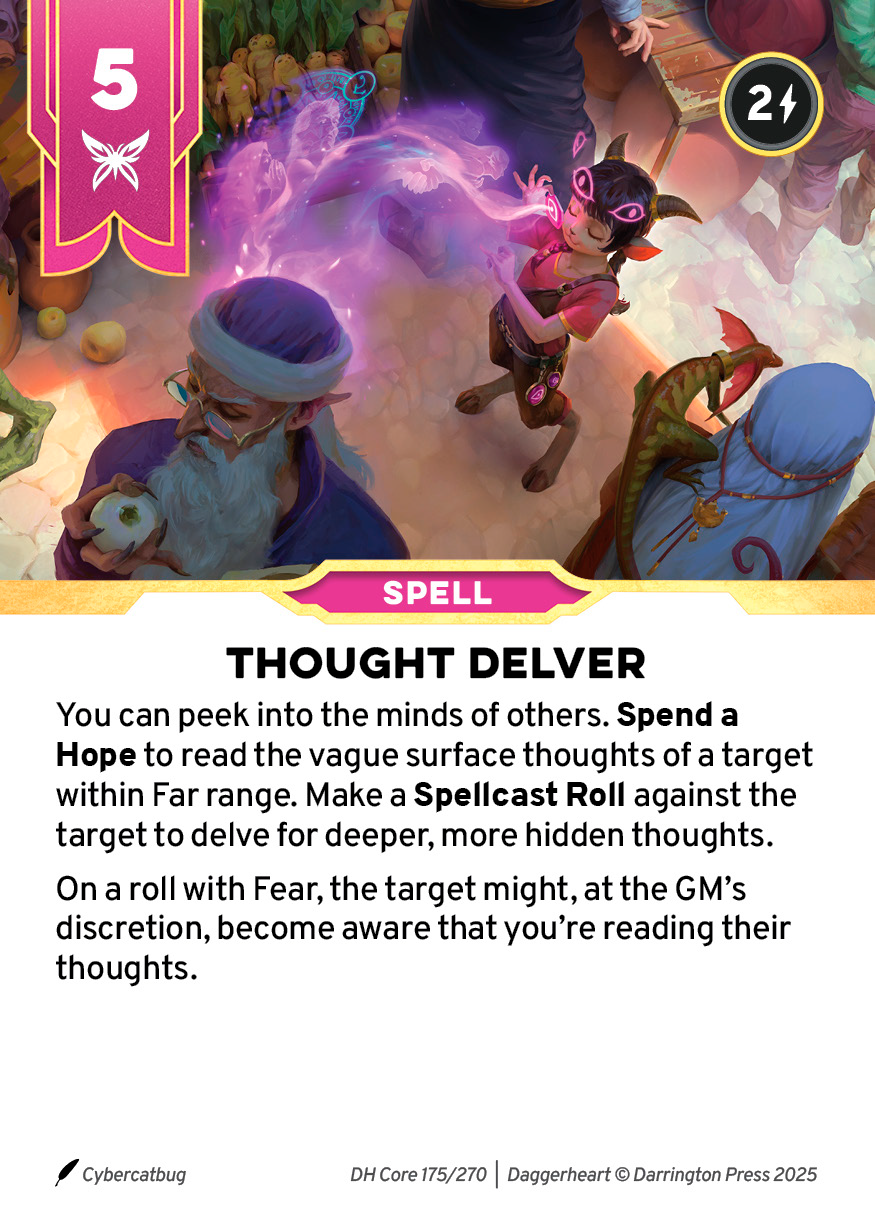 5
2
SPELL
THOUGHT DELVER
You can peek into the minds of others. Spend a
Hope to read the vague surface thoughts of a target
within Far range. Make a Spellcast Roll against the
target to delve for deeper, more hidden thoughts.
On a roll with Fear, the target might, at the GM’s
discretion, become aware that you’re reading their
thoughts.
Cybercatbug
DH Core 175/270 | Daggerheart © Darrington Press 2025